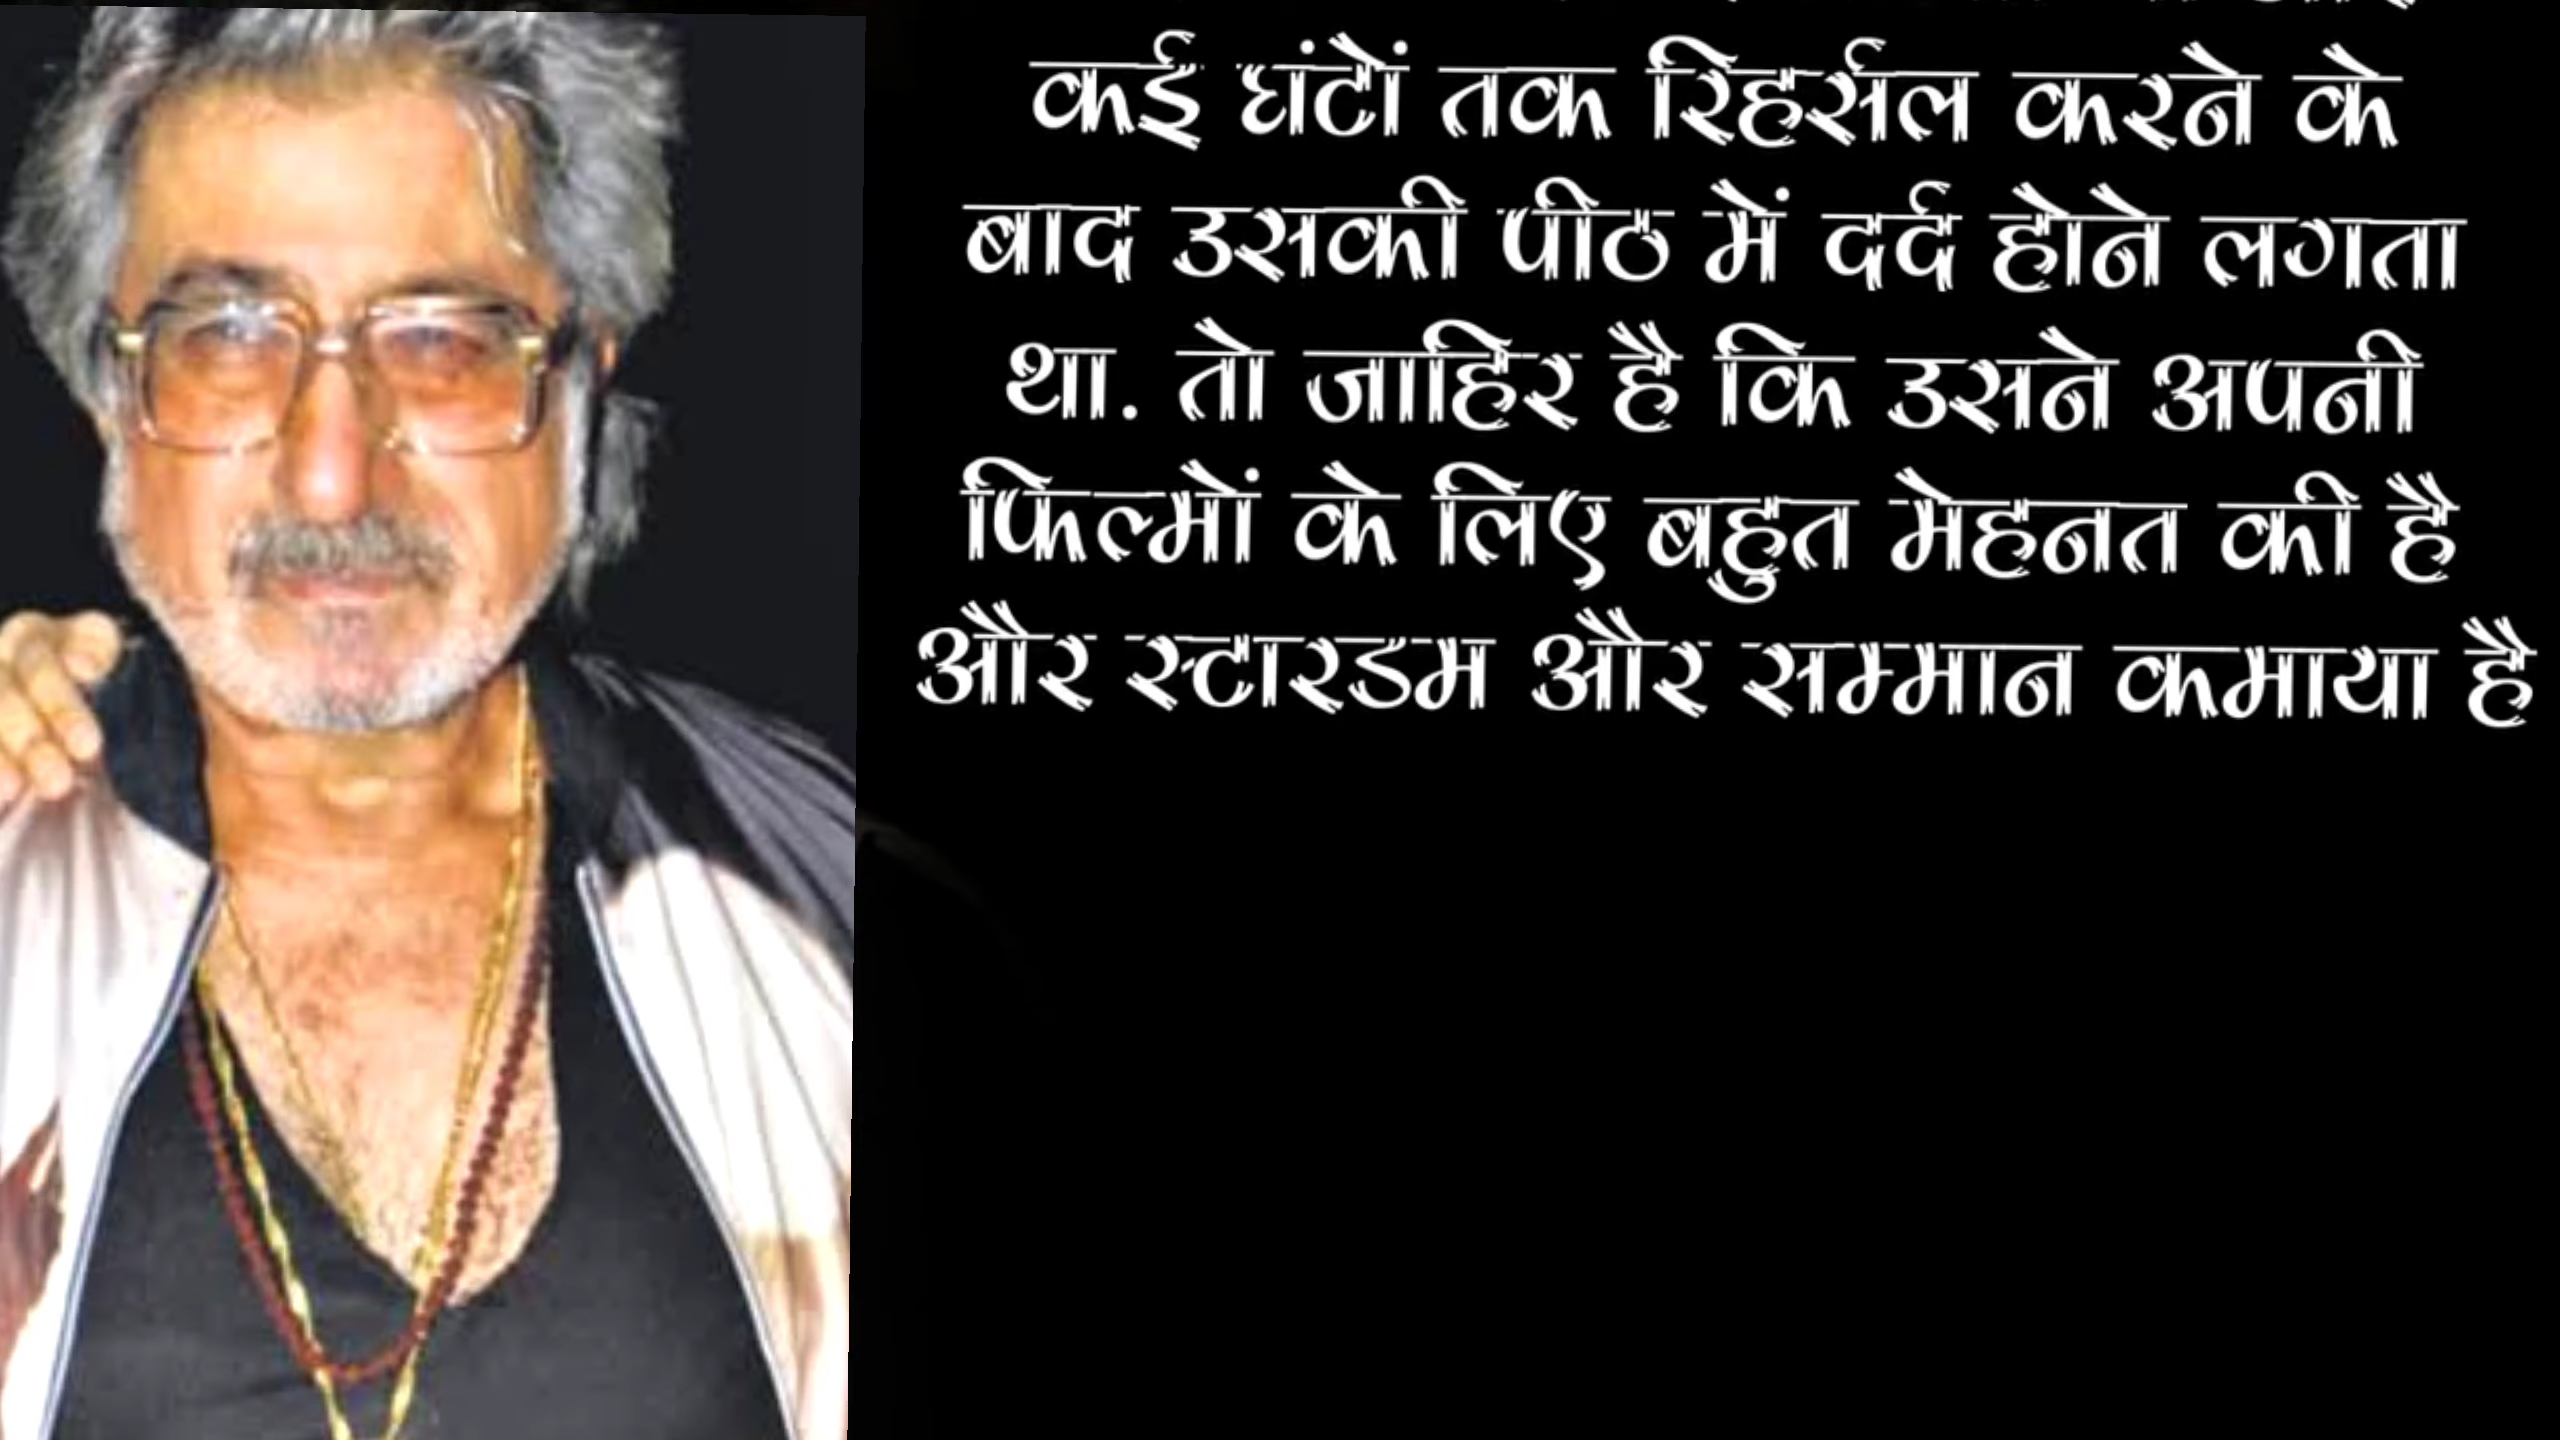 कई घंटों तक रिहर्सल करने के
बाद उसकी पीठ में दर्द होने लगता
था. तो जाहिर है कि उसने अपनी
फिल्मों के लिए बहुत मेहनत की है
और स्टारडम और सम्मान कमाया है